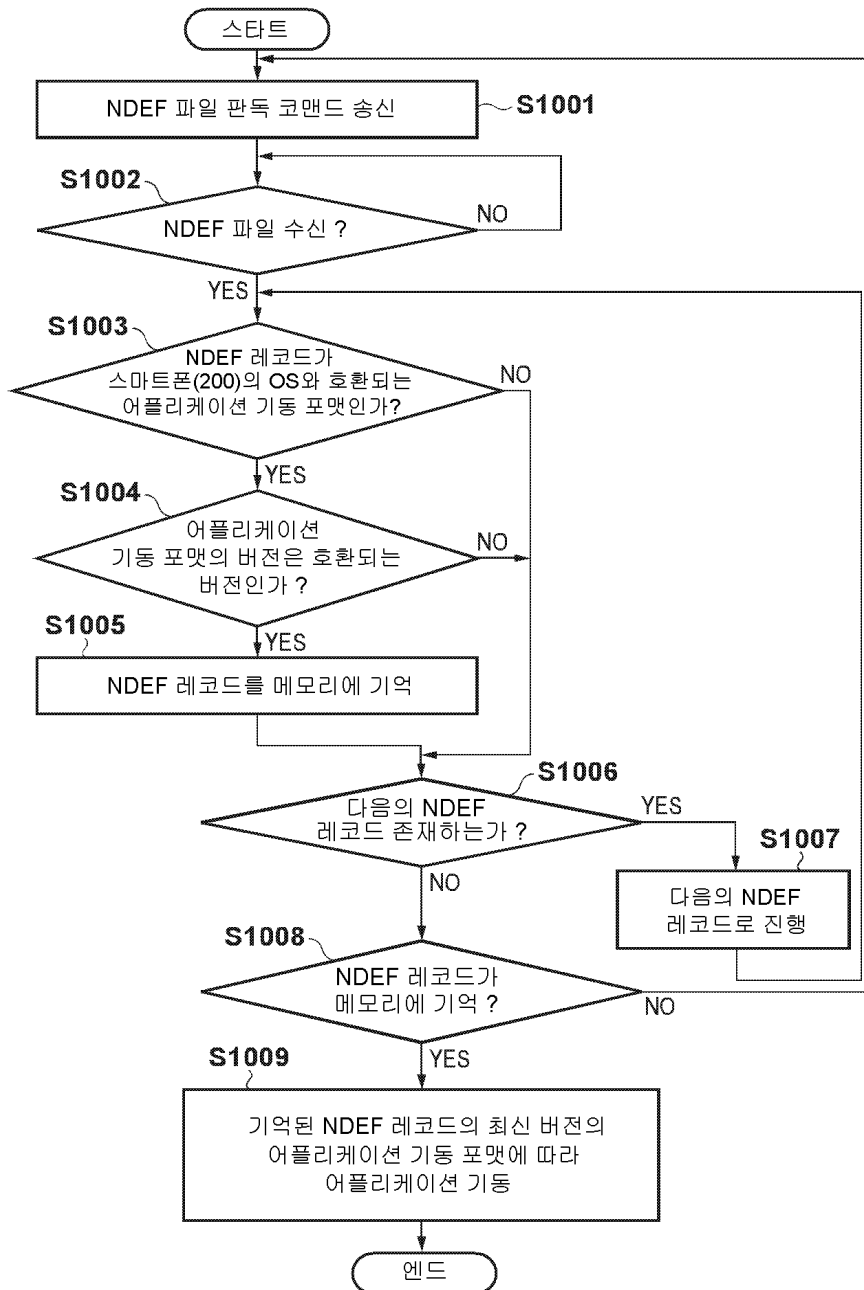 스타트
NDEF 파일 판독 코맨드 송신
S1001
S1002
NDEF 파일 수신 ?
NO
YES
S1003
NDEF 레코드가
스마트폰(200)의 OS와 호환되는
어플리케이션 기동 포맷인가?
NO
YES
S1004
어플리케이션
기동 포맷의 버전은 호환되는
버전인가 ?
NO
YES
S1005
NDEF 레코드를 메모리에 기억
S1006
다음의 NDEF
레코드 존재하는가 ?
YES
NO
S1007
다음의 NDEF
레코드로 진행
S1008
NDEF 레코드가
메모리에 기억 ?
NO
YES
S1009
기억된 NDEF 레코드의 최신 버전의
어플리케이션 기동 포맷에 따라
어플리케이션 기동
엔드